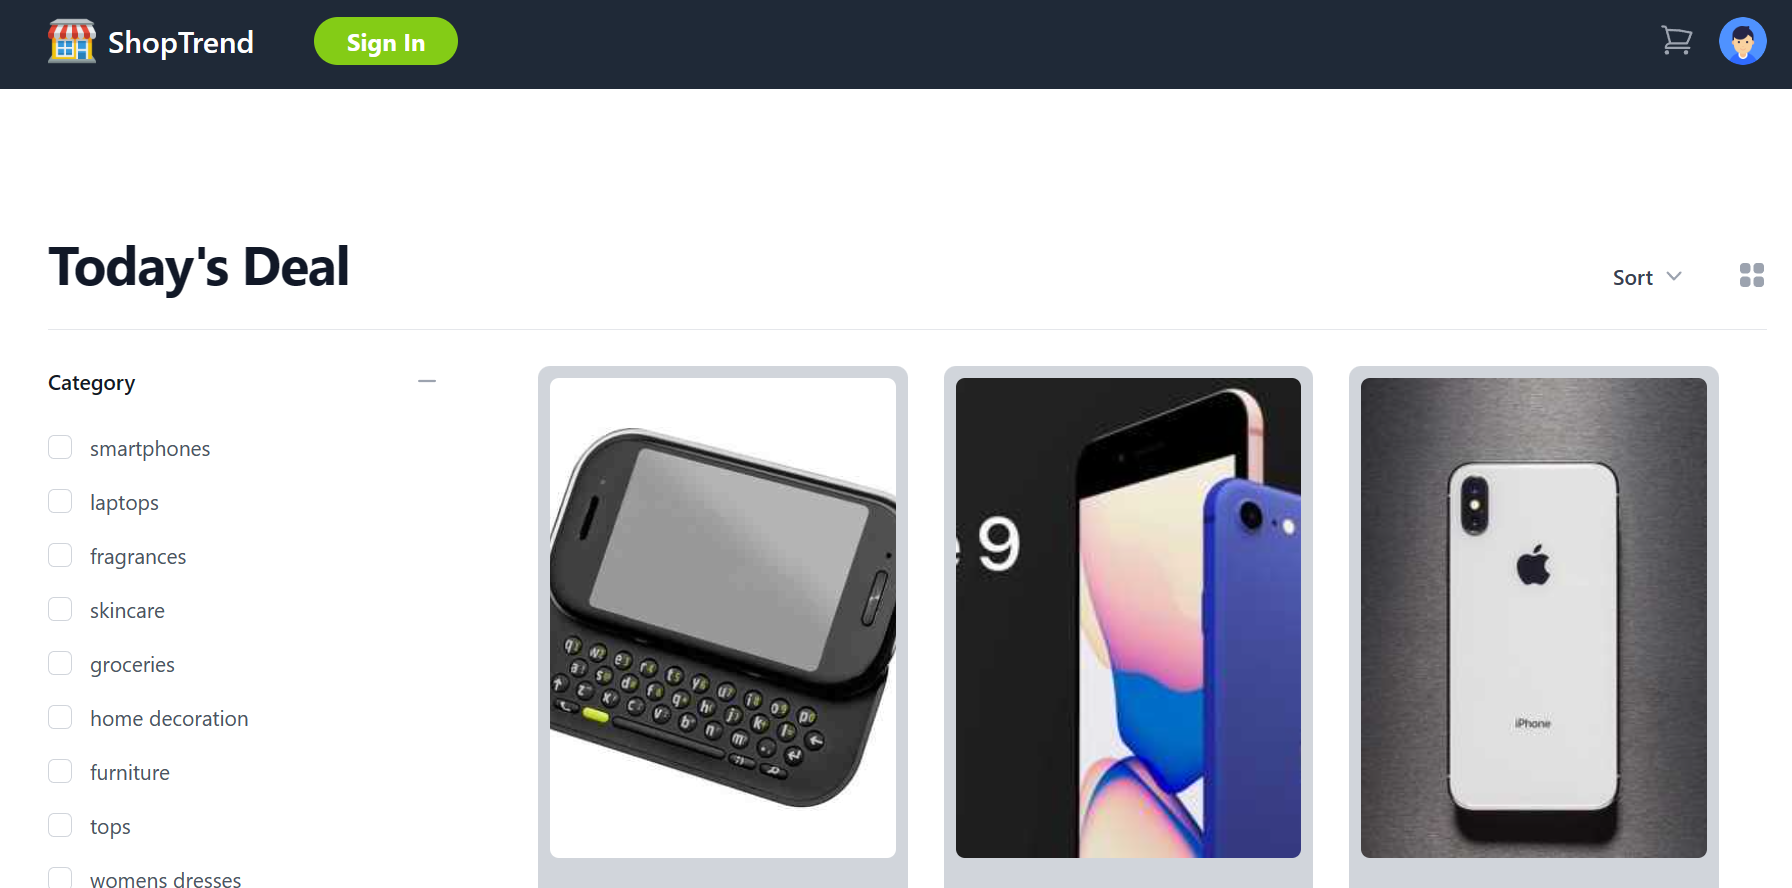 ShopTrend
Sign In
Today's Deal
Sort
Category
smartphones
laptops
fragrances
skincare
groceries
home decoration
furniture
tops
womens dresses
9
iPhone